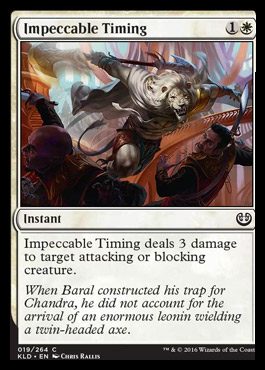 Impeccable Timing 1
Instant
Impeccable Timing deals 3 damage
to target attacking or blocking
creature.
When Baral constructed his trap for
Chandra, he did not account for the
arrival of an enormous leonin wielding
a twin-headed axe.
019/264 C
KLD • EN Chris Rallis
™ & © 2016 Wizards of the Coast